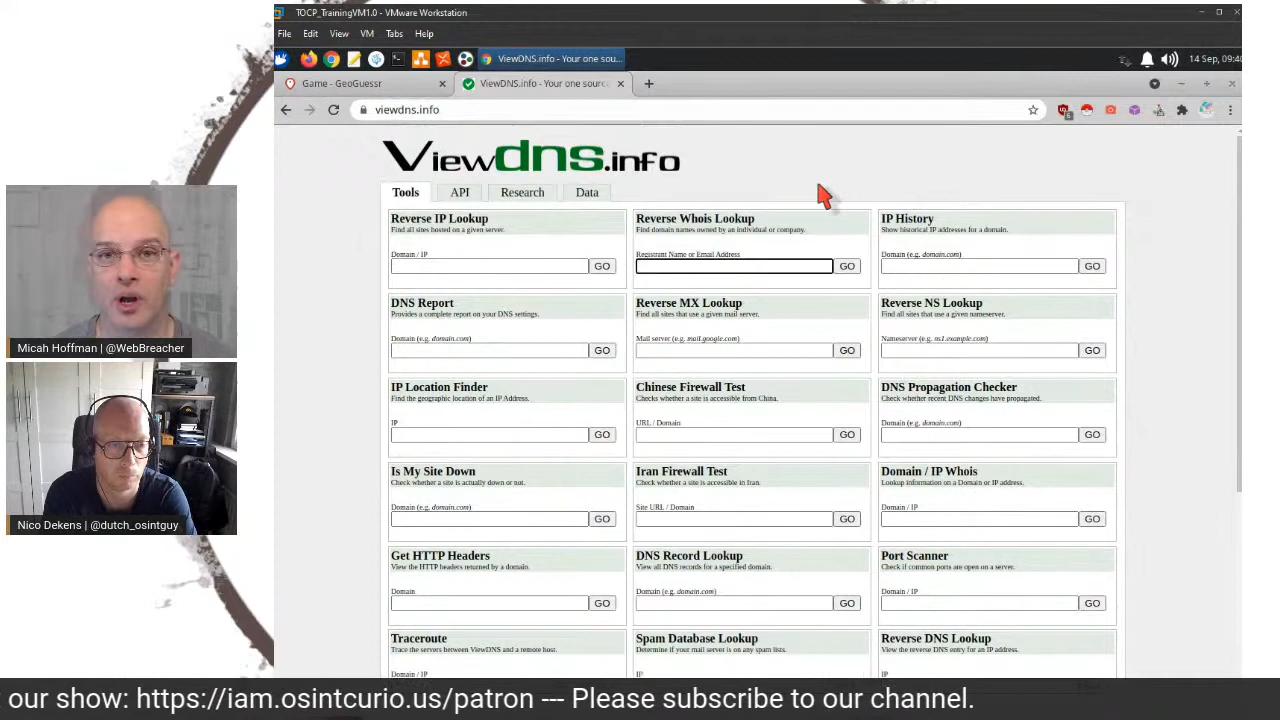 TOCP_TrainingVM1.0 - VMware Workstation
File Edit View VM Tabs Help
ViewDNS.info - Your one sou...
14 Sep, 09:40
Game - GeoGuessr
ViewDNS.info - Your one sourc
viewdns.info
Viewdns.info
Tools API Research Data
Reverse IP Lookup
Find all sites hosted on a given server.
Domain / IP
GO
Reverse Whois Lookup
Find domain names owned by an individual or company.
Registrant Name or Email Address
GO
IP History
Show historical IP addresses for a domain.
Domain (e.g. domain.com)
GO
DNS Report
Provides a complete report on your DNS settings.
Domain (e.g. domain.com)
GO
Reverse MX Lookup
Find all sites that use a given mail server.
Mail server (e.g. mail.google.com)
GO
Reverse NS Lookup
Find all sites that use a given nameserver.
Nameserver (e.g. ns1.example.com)
GO
IP Location Finder
Find the geographic location of an IP Address.
IP
GO
Chinese Firewall Test
Checks whether a site is accessible from China.
URL / Domain
GO
DNS Propagation Checker
Check whether recent DNS changes have propagated.
Domain (e.g. domain.com)
GO
Is My Site Down
Check whether a site is actually down or not.
Domain (e.g. domain.com)
GO
Iran Firewall Test
Check whether a site is accessible in Iran.
Site URL / Domain
GO
Domain / IP Whois
Lookup information on a Domain or IP address.
Domain / IP
GO
Get HTTP Headers
View the HTTP headers returned by a domain.
Domain
GO
DNS Record Lookup
View all DNS records for a specified domain.
Domain (e.g. domain.com)
GO
Port Scanner
Check if common ports are open on a server.
Domain / IP
GO
Traceroute
Trace the servers between ViewDNS and a remote host.
Domain / IP
Spam Database Lookup
Determine if your mail server is on any spam lists.
IP
Reverse DNS Lookup
View the reverse DNS entry for an IP address.
IP
Micah Hoffman | @WebBreacher
Nico Dekens | @dutch_osintguy
our show: https://iam.osintcurio.us/patron --- Please subscribe to our channel.